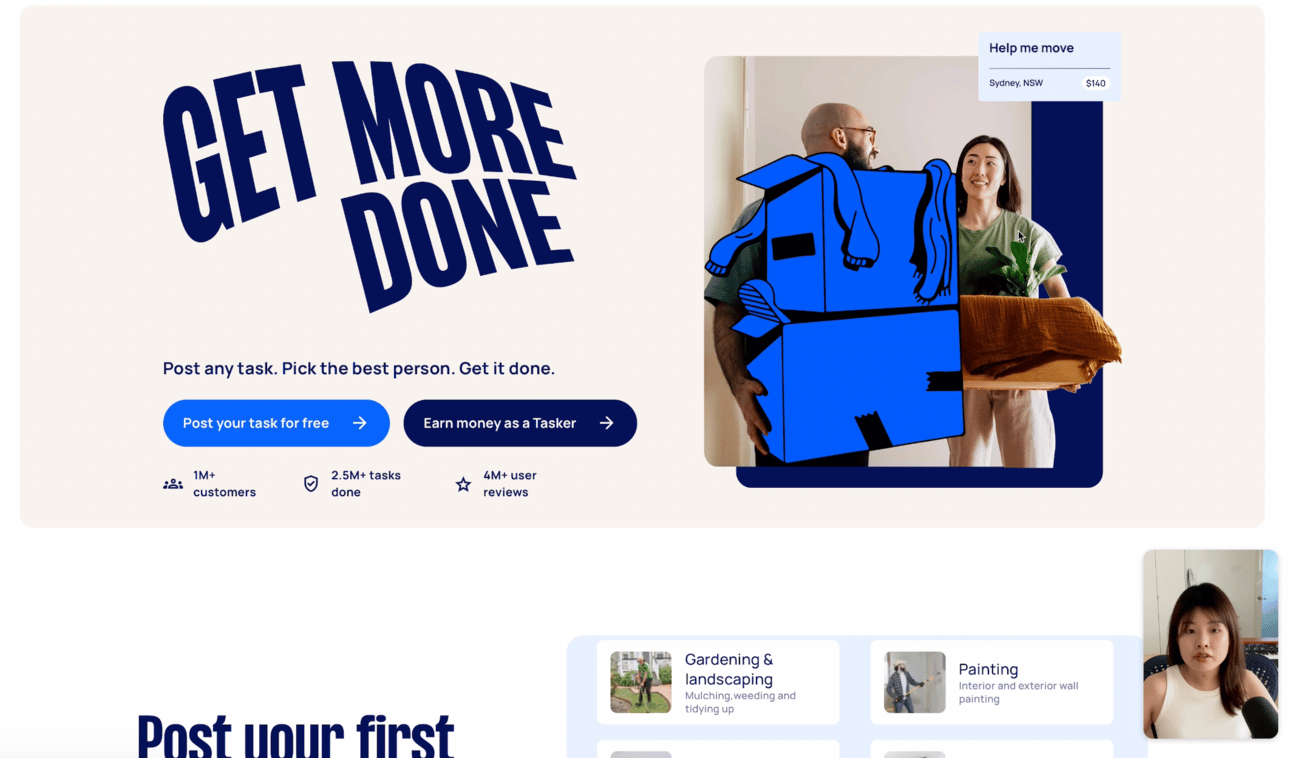 GET MORE
DONE
Help me move
Sydney, NSW
$140
Post any task. Pick the best person. Get it done.
Post your task for free
Earn money as a Tasker
1M+
customers
2.5M+ tasks
done
4M+ user
reviews
Post your first
Gardening &
landscaping
Mulching,weeding and
tidying up
Painting
Interior and exterior wall
painting